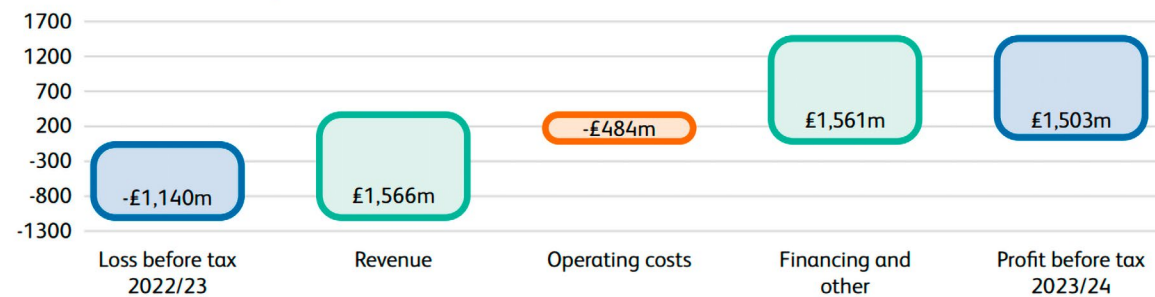 1700
1200
700
200
-300
-800
-1300
-£1,140m
£1,566m
-£484m
£1,561m
£1,503m
Loss before tax
2022/23
Revenue
Operating costs
Financing and
other
Profit before tax
2023/24